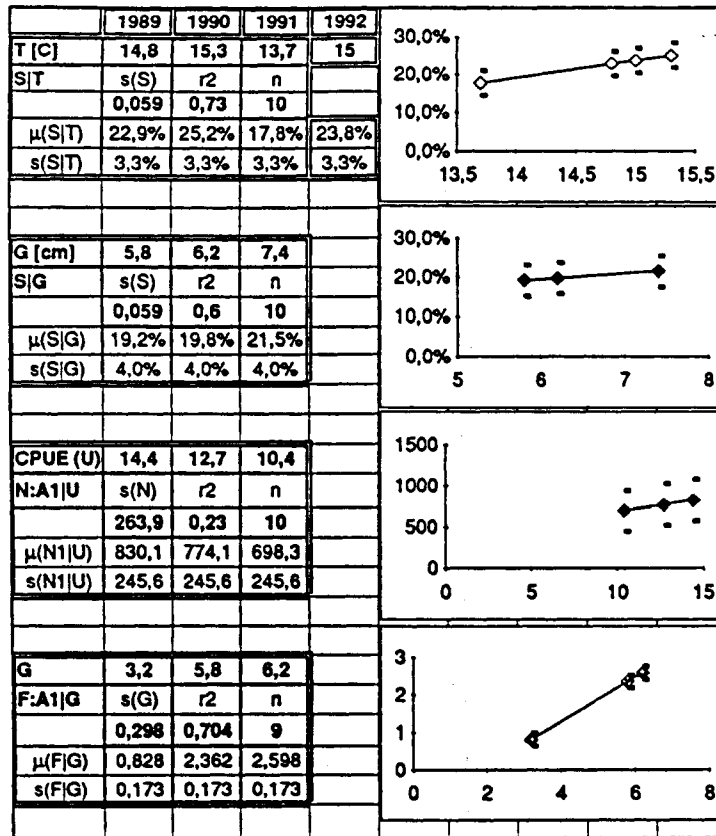 1989 1990 1991 1992
T [C] 14,8 15,3 13,7 15
S|T s(S) r2 n
0,059 0,73 10
μ(S|T) 22,9% 25,2% 17,8% 23,8%
s(S|T) 3,3% 3,3% 3,3% 3,3%
30,0%
20,0%
10,0%
0,0%
13,5 14 14,5 15 15,5
G [cm] 5,8 6,2 7,4
S|G s(S) r2 n
0,059 0,6 10
μ(S|G) 19,2% 19,8% 21,5%
s(S|G) 4,0% 4,0% 4,0%
30,0%
20,0%
10,0%
0,0%
5 6 7 8
CPUE (U) 14,4 12,7 10,4
N:A1|U s(N) r2 n
263,9 0,23 10
μ(N1|U) 830,1 774,1 698,3
s(N1|U) 245,6 245,6 245,6
1500
1000
500
0
0 5 10 15
G 3,2 5,8 6,2
F:A1|G s(G) r2 n
0,298 0,704 9
μ(F|G) 0,828 2,362 2,598
s(F|G) 0,173 0,173 0,173
3
2
1
0
0 2 4 6 8